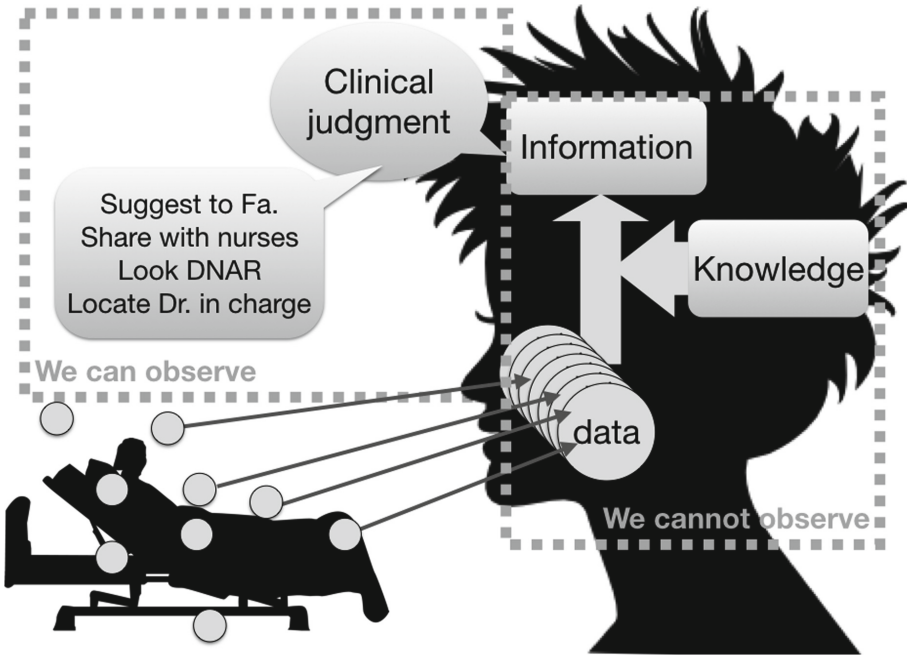 Clinical
judgment
Information
Suggest to Fa.
Share with nurses
Look DNAR
Locate Dr. in charge
Knowledge
We can observe
data
We cannot observe